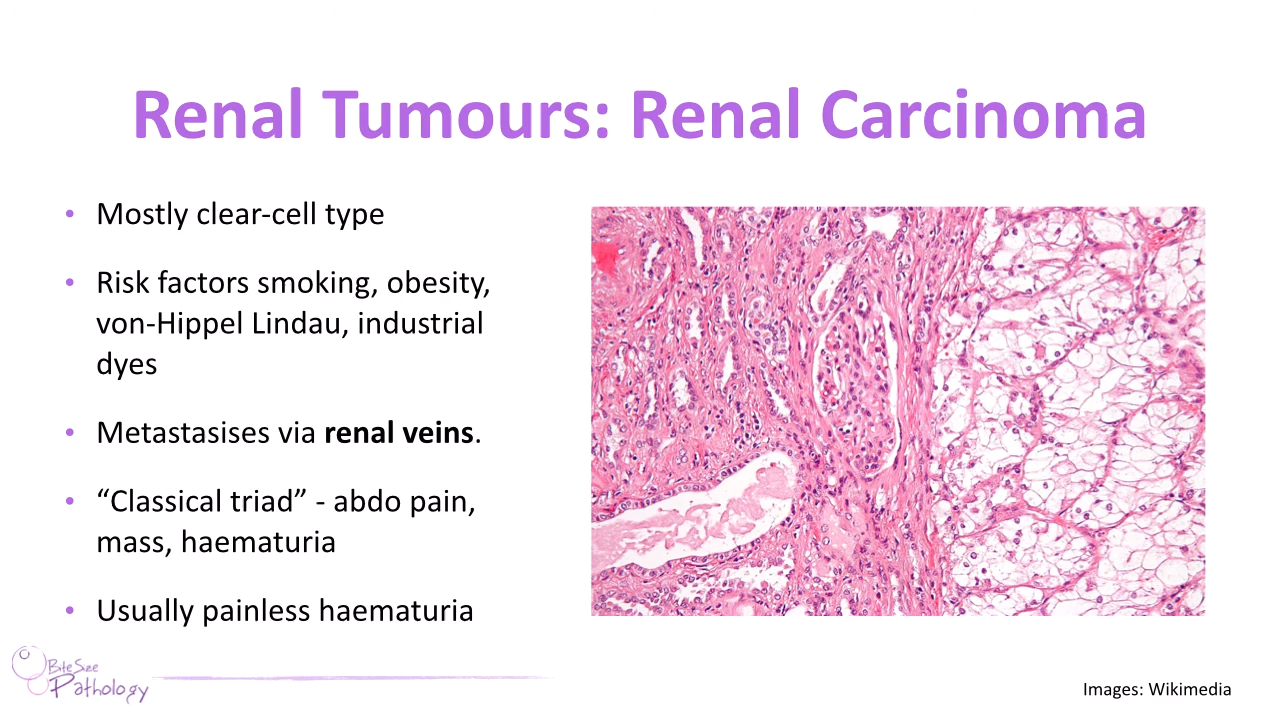 Renal Tumours: Renal Carcinoma
• Mostly clear-cell type
• Risk factors smoking, obesity,
von-Hippel Lindau, industrial
dyes
• Metastasises via renal veins.
• “Classical triad” - abdo pain,
mass, haematuria
• Usually painless haematuria
Bite Size
Pathology
Images: Wikimedia